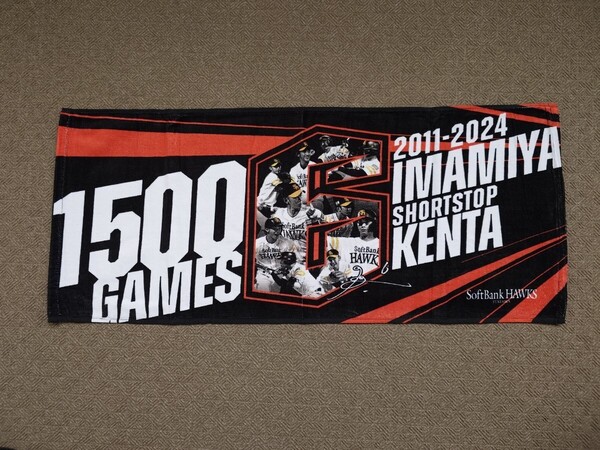 1500
GAMES
6
2011-2024
IMAMIYA
SHORTSTOP
KENTA
SoftBank HAWKS